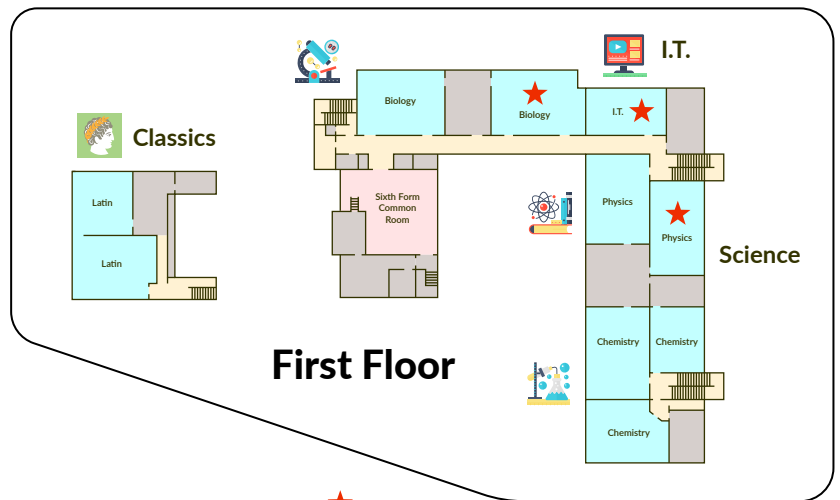 I.T.
Classics
Biology
Biology
I.T.
Latin
Latin
Sixth Form
Common
Room
Physics
Physics
Science
Chemistry
Chemistry
First Floor
Chemistry